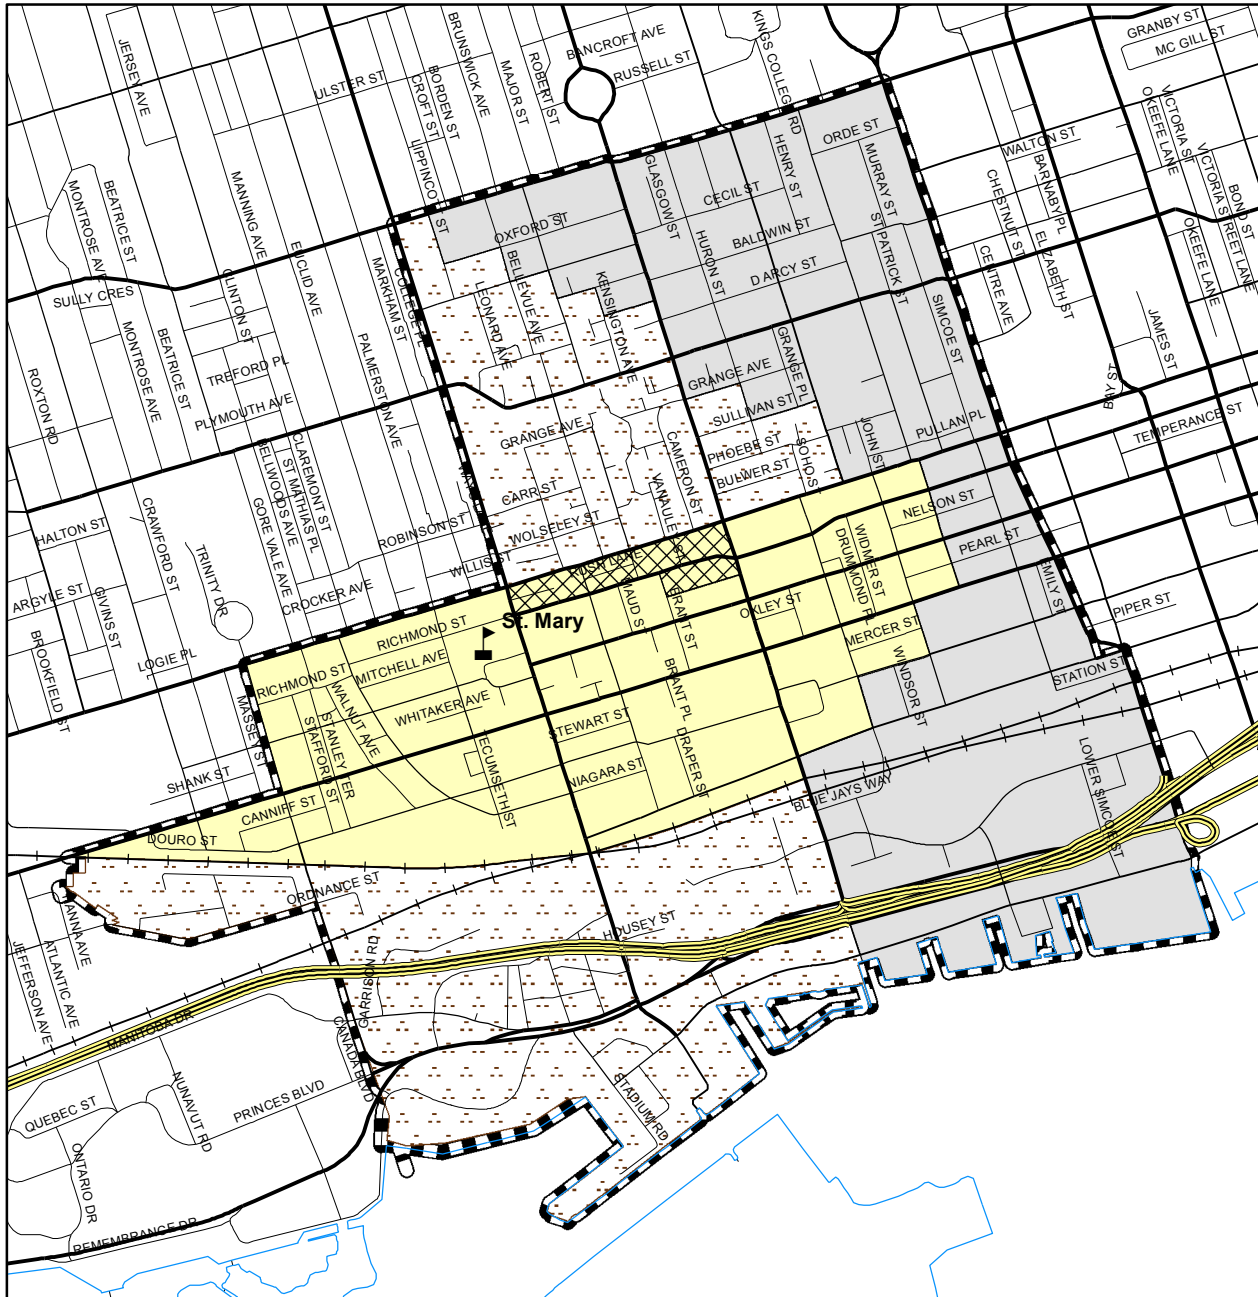 JERSEY AVE
ULSTER ST
CROFT ST
BORDEN ST
BRUNSWICK AVE
MAJOR ST
ROBERT ST
BANCROFT AVE
RUSSELL ST
KINGS COLLEGE RD
GRANBY ST
MC GILL ST
LIPPINCOTT ST
GLASGOW ST
CECIL ST
HENRY ST
ORDE ST
MURRAY ST
WALTON ST
OKEEFE LANE
VICTORIA ST
VICTORIA STREET LANE
BOND ST
MONTROSE AVE
BEATRICE ST
MANNING AVE
EUCLID AVE
MARKHAM ST
COLLEGE PL
OXFORD ST
BELLEVUE AVE
LEONARD AVE
KENSINGTON AVE
HURON ST
BALDWIN ST
D ARCY ST
ST PATRICK ST
SIMCOE ST
CHESTNUT ST
CENTRE AVE
BARNABY PL
ELIZABETH ST
OKEEFE LANE
JAMES ST
SULLY CRES
CLINTON ST
MONTROSE AVE
BEATRICE ST
TREFORD PL
PLYMOUTH AVE
PALMERSTON AVE
ROXTON RD
GRANGE AVE
GRANGE PL
SULLIVAN ST
PHOEBE ST
BULWER ST
SOHO ST
JOHN ST
PULLAN PL
BAY ST
TEMPERANCE ST
GRANGE AVE
CAMERON ST
VANAULEY ST
CARR ST
WOLSELEY ST
WILLIS ST
ROBINSON ST
CROCKER AVE
CLAREMONT ST
ST MATHIAS PL
BELLWOODS AVE
GORE VALE AVE
HALTON ST
CRAWFORD ST
TRINITY DR
ARGYLE ST
GIVINS ST
BROOKFIELD ST
LOGIE PL
RUSH LANE
MAUD ST
BRANT ST
OXLEY ST
WIDMER ST
DRUMMOND PL
NELSON ST
PEARL ST
EMILY ST
PIPER ST
STATION ST
MERCER ST
WINDSOR ST
St. Mary
RICHMOND ST
RICHMOND ST
MITCHELL AVE
WALNUT AVE
WHITAKER AVE
STANLEY TER
STAFFORD ST
MASSEY ST
SHANK ST
CANNIFF ST
DOURO ST
TECUMSETH ST
STEWART ST
NIAGARA ST
BRANT PL
DRAPER ST
BLUE JAYS WAY
LOWER SIMCOE ST
ORDNANCE ST
HOUSEY ST
GARRISON RD
ATLANTIC AVE
JEFFERSON AVE
MANITOBA DR
CANADA BLVD
PRINCES BLVD
NUNAVUT RD
QUEBEC ST
ONTARIO DR
REMEMBRANCE DR
STADIUM RD